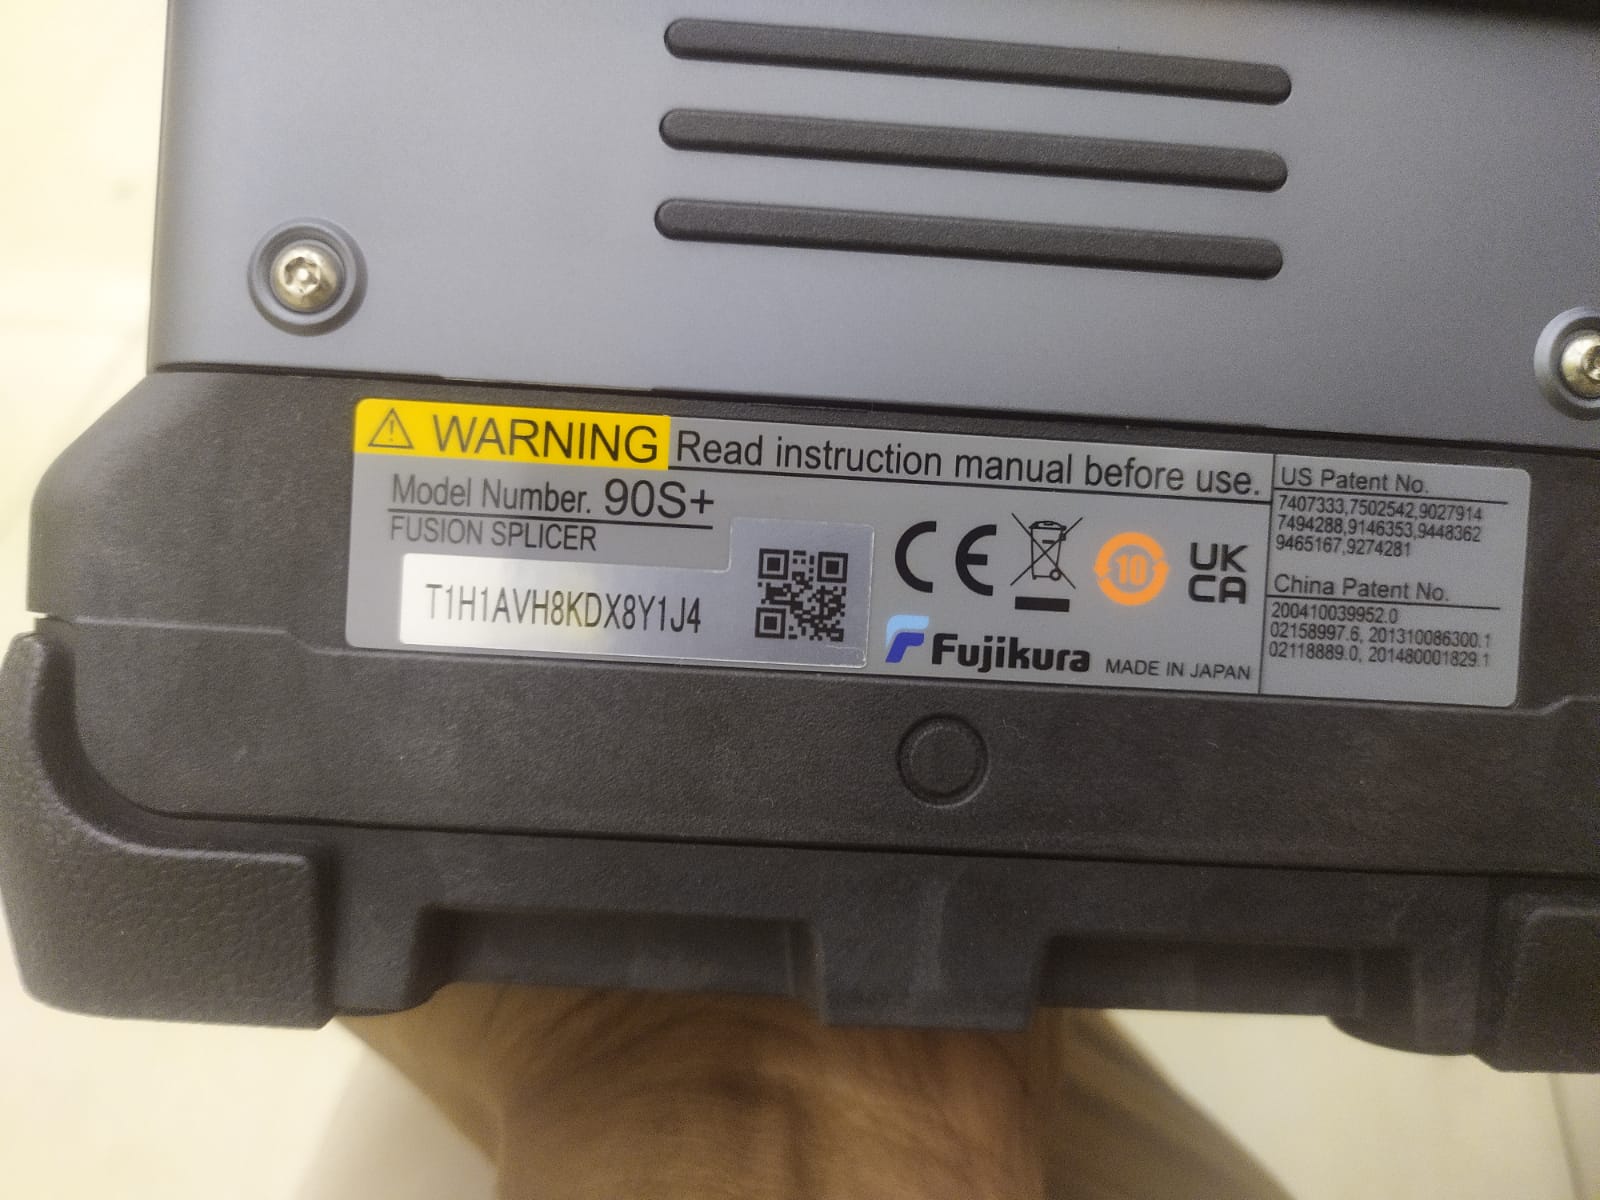 WARNING Read instruction manual before use.
Model Number. 90S+
FUSION SPLICER
T1H1AVH8KDX8Y1J4
CE
10
UK
CA
Fujikura MADE IN JAPAN
US Patent No.
7407333,7502542,9027914
7494288,9146353,9448362
9465167,9274281
China Patent No.
200410039952.0
02158997.6, 201310086300.1
02118889.0, 201480001829.1